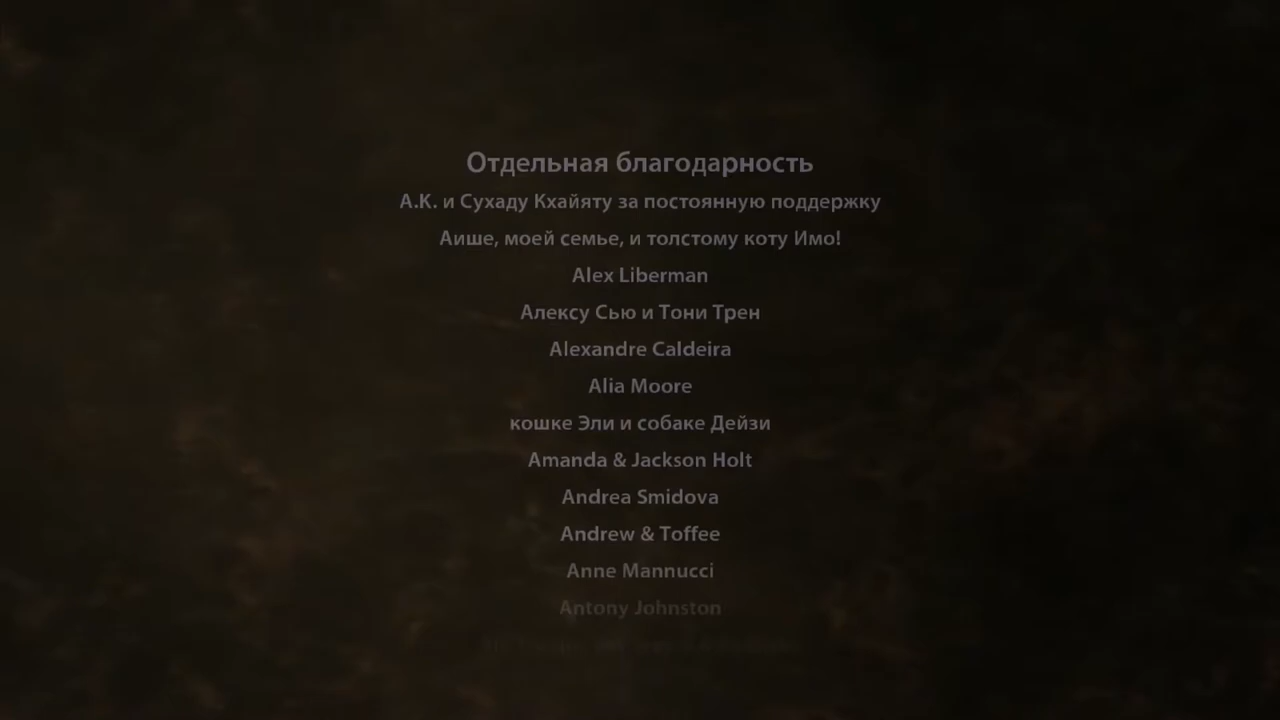 Отдельная благодарность
А.К. и Сухаду Кхайяту за постоянную поддержку
Аише, моей семье, и толстому коту Имо!
Alex Liberman
Алексу Сью и Тони Трен
Alexandre Caldeira
Alia Moore
кошке Эли и собаке Дейзи
Amanda & Jackson Holt
Andrea Smidova
Andrew & Toffee
Anne Mannucci
Antony Johnston